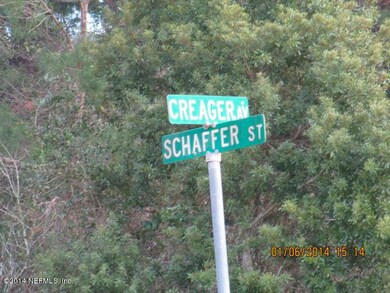 CREAGER AV
SCHAFFER ST
01/06/2014 15:14
©2014 NEFMLS, Inc.